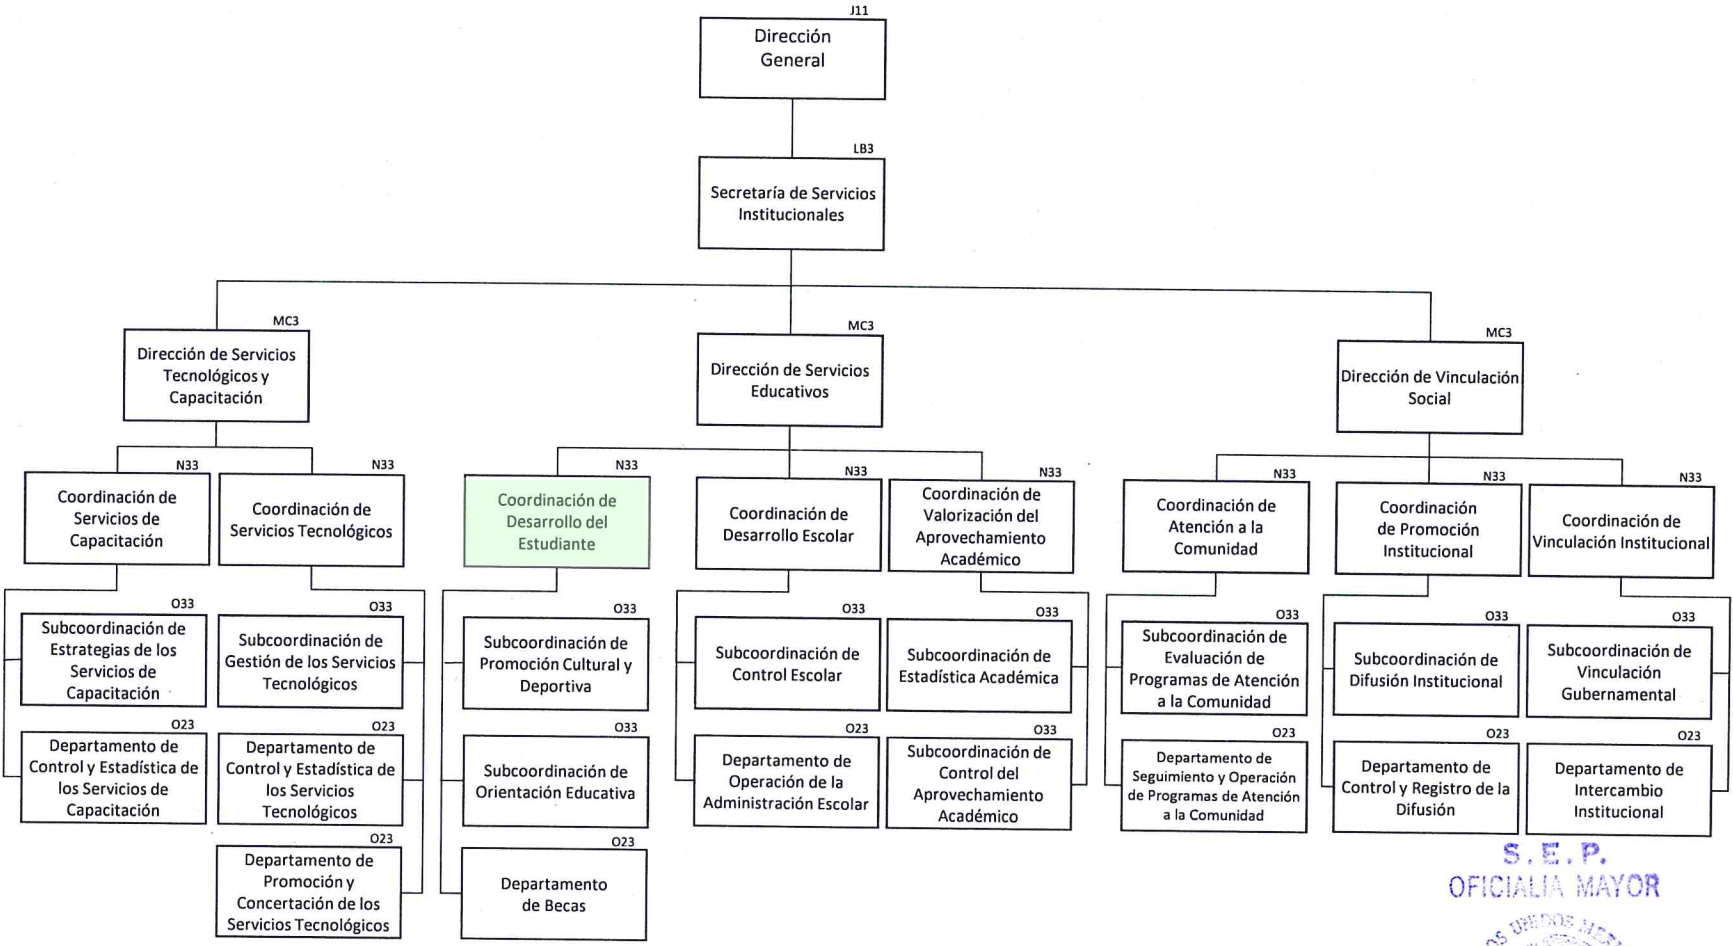 J11
Dirección
General
LB3
Secretaría de Servicios
Institucionales
MC3
Dirección de Servicios
Tecnológicos y
Capacitación
MC3
Dirección de Servicios
Educativos
MC3
Dirección de Vinculación
Social
N33
Coordinación de
Servicios de
Capacitación
N33
Coordinación de
Servicios Tecnológicos
N33
Coordinación de
Desarrollo del
Estudiante
N33
Coordinación de
Desarrollo Escolar
N33
Coordinación de
Valorización del
Aprovechamiento
Académico
N33
Coordinación de
Atención a la
Comunidad
N33
Coordinación
de Promoción
Institucional
N33
Coordinación de
Vinculación Institucional
O33
Subcoordinación de
Estrategias de los
Servicios de
Capacitación
O33
Subcoordinación de
Gestión de los Servicios
Tecnológicos
O33
Subcoordinación de
Promoción Cultural y
Deportiva
O33
Subcoordinación de
Control Escolar
O33
Subcoordinación de
Estadística Académica
O33
Subcoordinación de
Evaluación de
Programas de Atención
a la Comunidad
O33
Subcoordinación de
Difusión Institucional
O33
Subcoordinación de
Vinculación
Gubernamental
O23
Departamento de
Control y Estadística de
los Servicios de
Capacitación
O23
Departamento de
Control y Estadística de
los Servicios
Tecnológicos
O33
Subcoordinación de
Orientación Educativa
O23
Departamento de
Operación de la
Administración Escolar
O33
Subcoordinación de
Control del
Aprovechamiento
Académico
O23
Departamento de
Seguimiento y Operación
de Programas de Atención
a la Comunidad
O23
Departamento de
Control y Registro de la
Difusión
O23
Departamento de
Intercambio
Institucional
O23
Departamento de
Promoción y
Concertación de los
Servicios Tecnológicos
O23
Departamento
de Becas
S.E.P.
OFICIALIA MAYOR